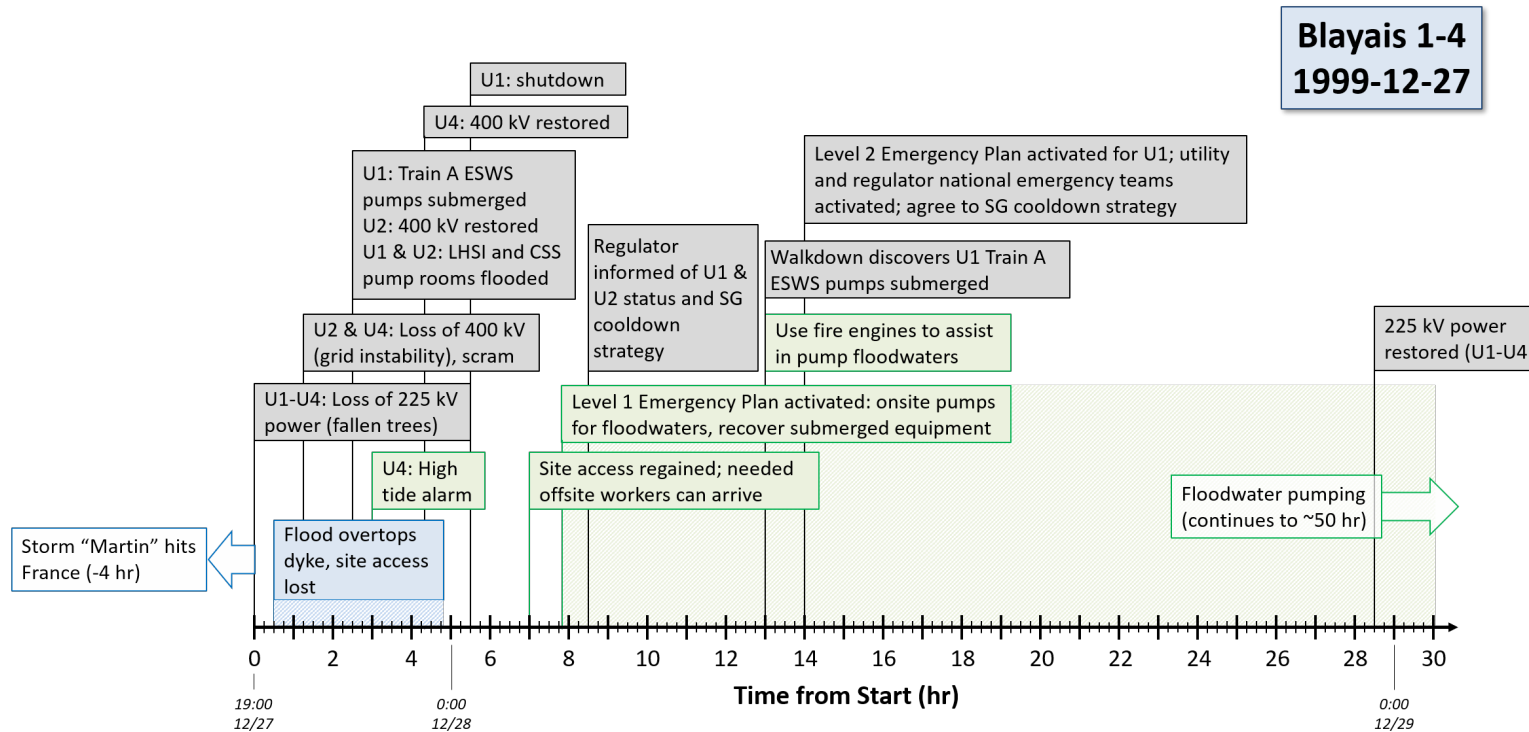 Blayais 1-4
1999-12-27
U1: shutdown
U4: 400 kV restored
U1: Train A ESWS
pumps submerged
U2: 400 kV restored
U1 & U2: LHSI and CSS
pump rooms flooded
Level 2 Emergency Plan activated for U1; utility
and regulator national emergency teams
activated; agree to SG cooldown strategy
Regulator
informed of U1 &
U2 status and SG
cooldown
strategy
Walkdown discovers U1 Train A
ESWS pumps submerged
U2 & U4: Loss of 400 kV
(grid instability), scram
Use fire engines to assist
in pump floodwaters
225 kV power
restored (U1-U4
U1-U4: Loss of 225 kV
power (fallen trees)
Level 1 Emergency Plan activated: onsite pumps
for floodwaters, recover submerged equipment
U4: High
tide alarm
Site access regained; needed
offsite workers can arrive
Floodwater pumping
(continues to ~50 hr)
Storm “Martin” hits
France (-4 hr)
Flood overtops
dyke, site access
lost
0 2 4 6 8 10 12 14 16 18 20 22 24 26 28 30
Time from Start (hr)
19:00
12/27
0:00
12/28
0:00
12/29